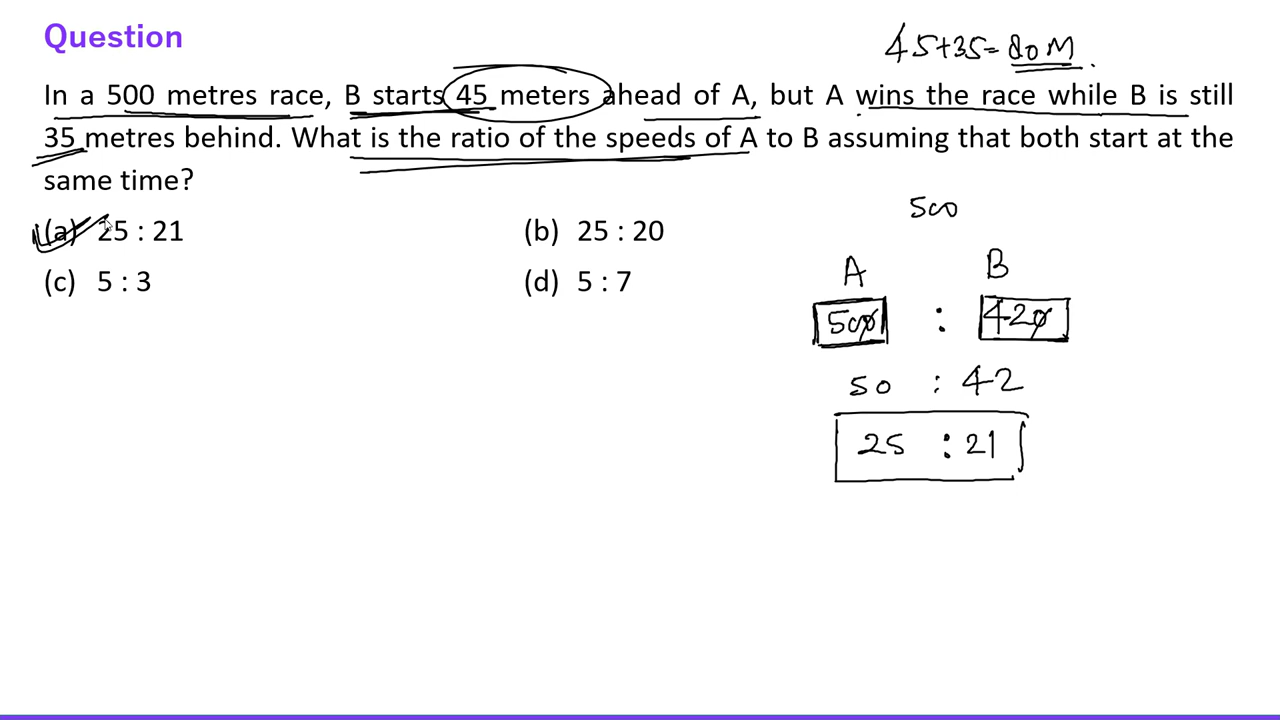 Question
45+35=80M.
In a 500 metres race, B starts 45 meters ahead of A, but A wins the race while B is still
35 metres behind. What is the ratio of the speeds of A to B assuming that both start at the
same time?
500
(a) 25 : 21
(b) 25 : 20
(c) 5 : 3
(d) 5 : 7
A B
500 : 420
50 : 42
25 : 21